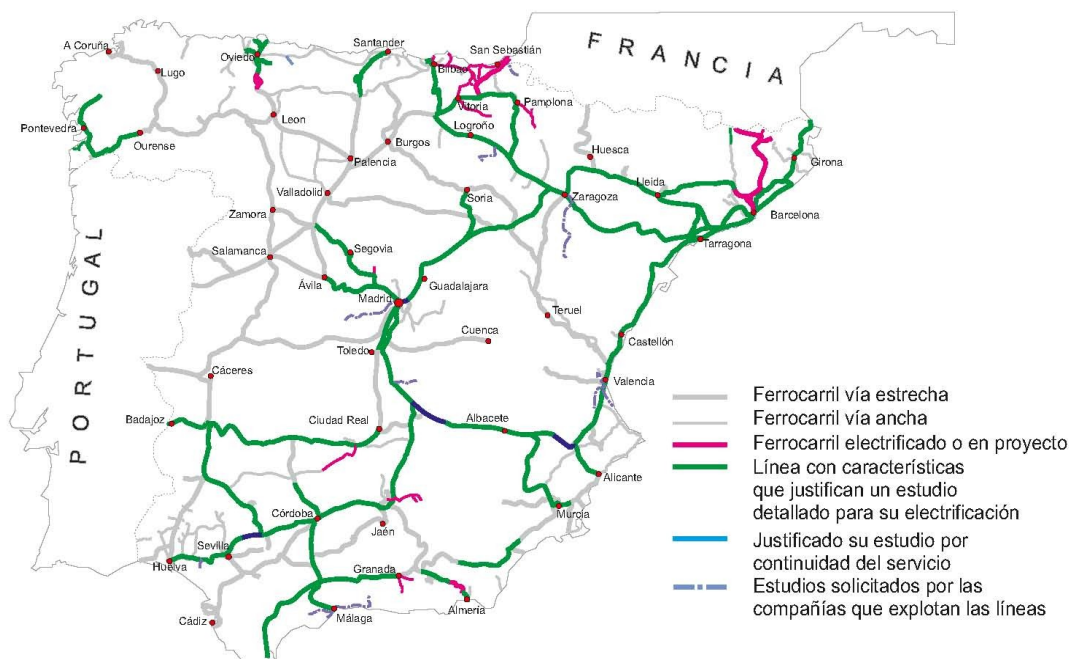 FRANCIA
PORTUGAL
A Coruña
Lugo
Oviedo
Santander
San Sebastián
Bilbao
Vitoria
Pamplona
Pontevedra
Ourense
Leon
Logroño
Burgos
Palencia
Huesca
Girona
Valladolid
Soria
Lleida
Zaragoza
Barcelona
Zamora
Tarragona
Salamanca
Segovia
Ávila
Guadalajara
Madrid
Teruel
Cuenca
Castellón
Toledo
Cáceres
Valencia
Badajoz
Ciudad Real
Albacete
Alicante
Córdoba
Murcia
Jaén
Sevilla
Huelva
Granada
Almería
Cádiz
Málaga
Ferrocarril vía estrecha
Ferrocarril vía ancha
Ferrocarril electrificado o en proyecto
Línea con características
que justifican un estudio
detallado para su electrificación
Justificado su estudio por
continuidad del servicio
Estudios solicitados por las
compañías que explotan las líneas